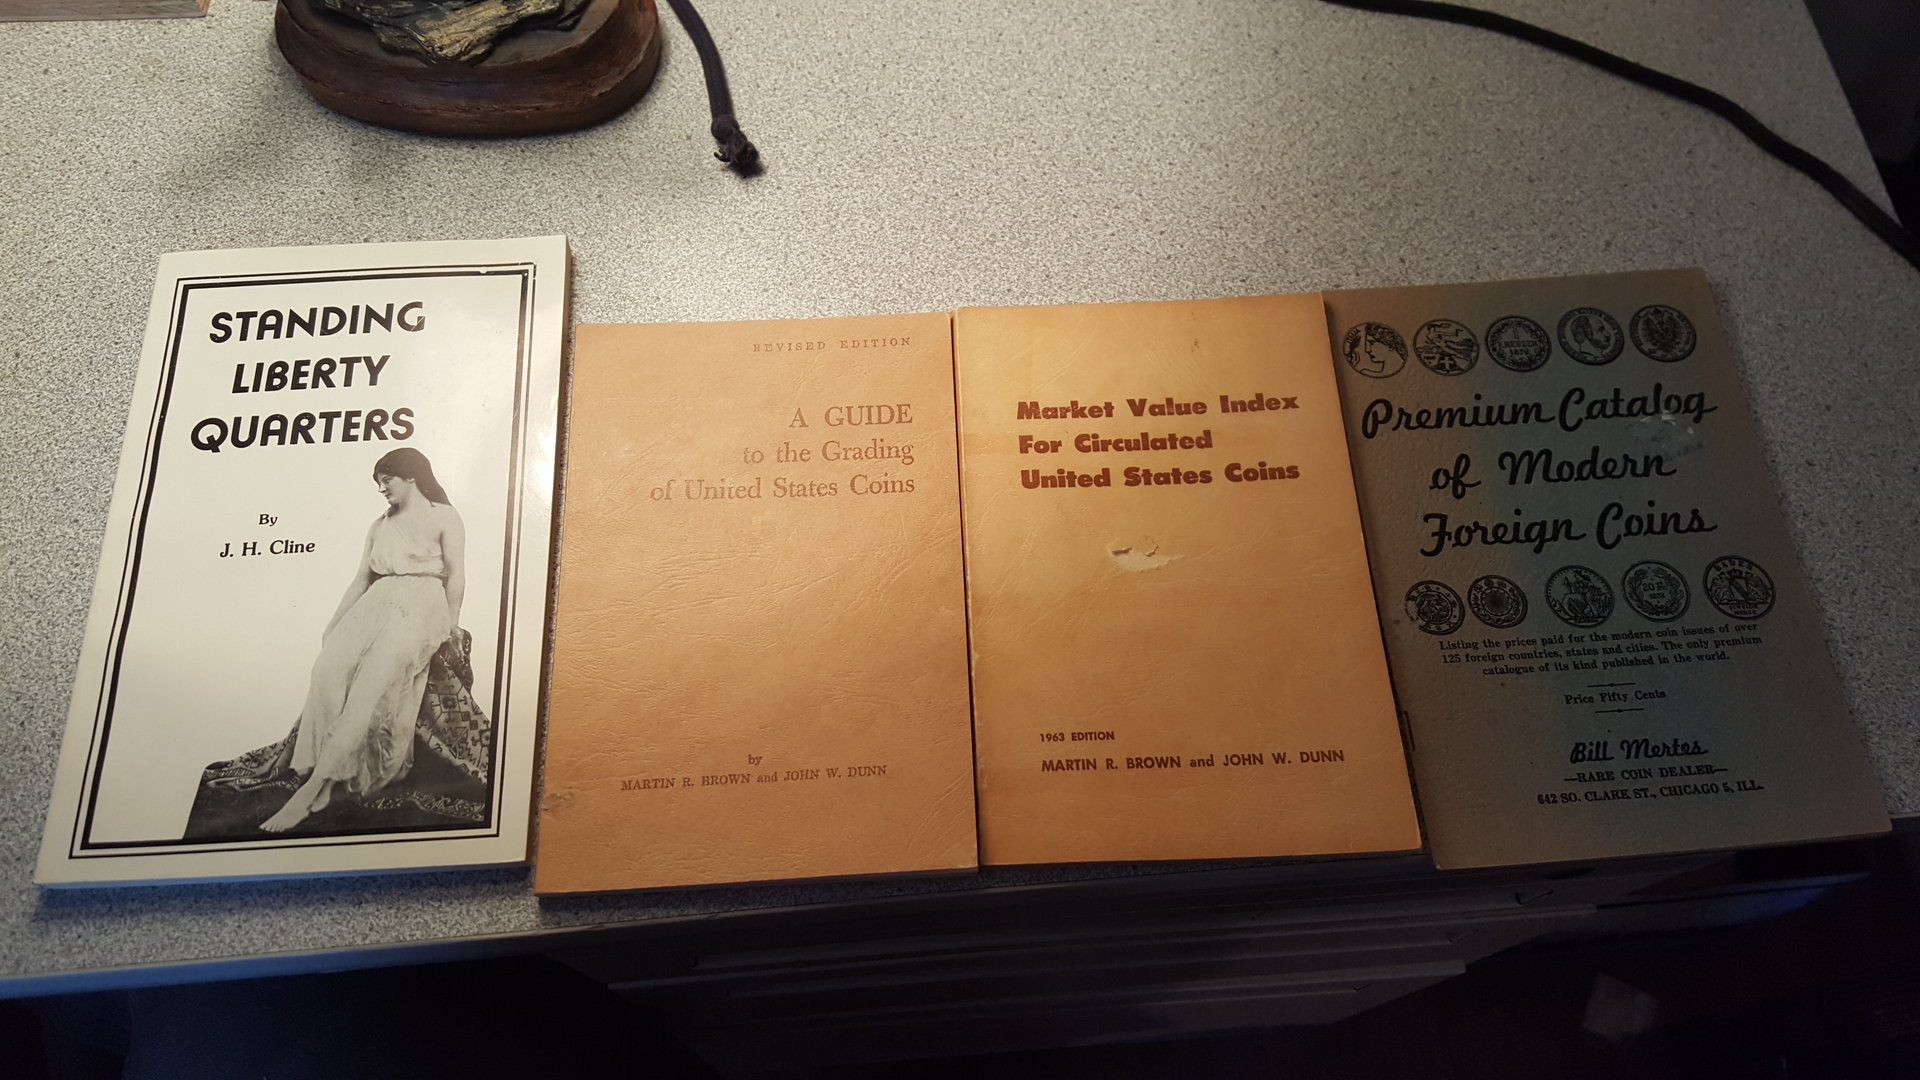 STANDING
LIBERTY
QUARTERS
By
J. H. Cline
REVISED EDITION
A GUIDE
to the Grading
of United States Coins
by
MARTIN R. BROWN and JOHN W. DUNN
Market Value Index
For Circulated
United States Coins
1963 EDITION
MARTIN R. BROWN and JOHN W. DUNN
Premium Catalog
of Modern
Foreign Coins
Listing the prices paid for the modern coin issues of over
125 foreign countries, states and cities. The only premium
catalogue of its kind published in the world.
Price Fifty Cents
Bill Mertes
—RARE COIN DEALER—
642 SO. CLARK ST., CHICAGO 5, ILL.